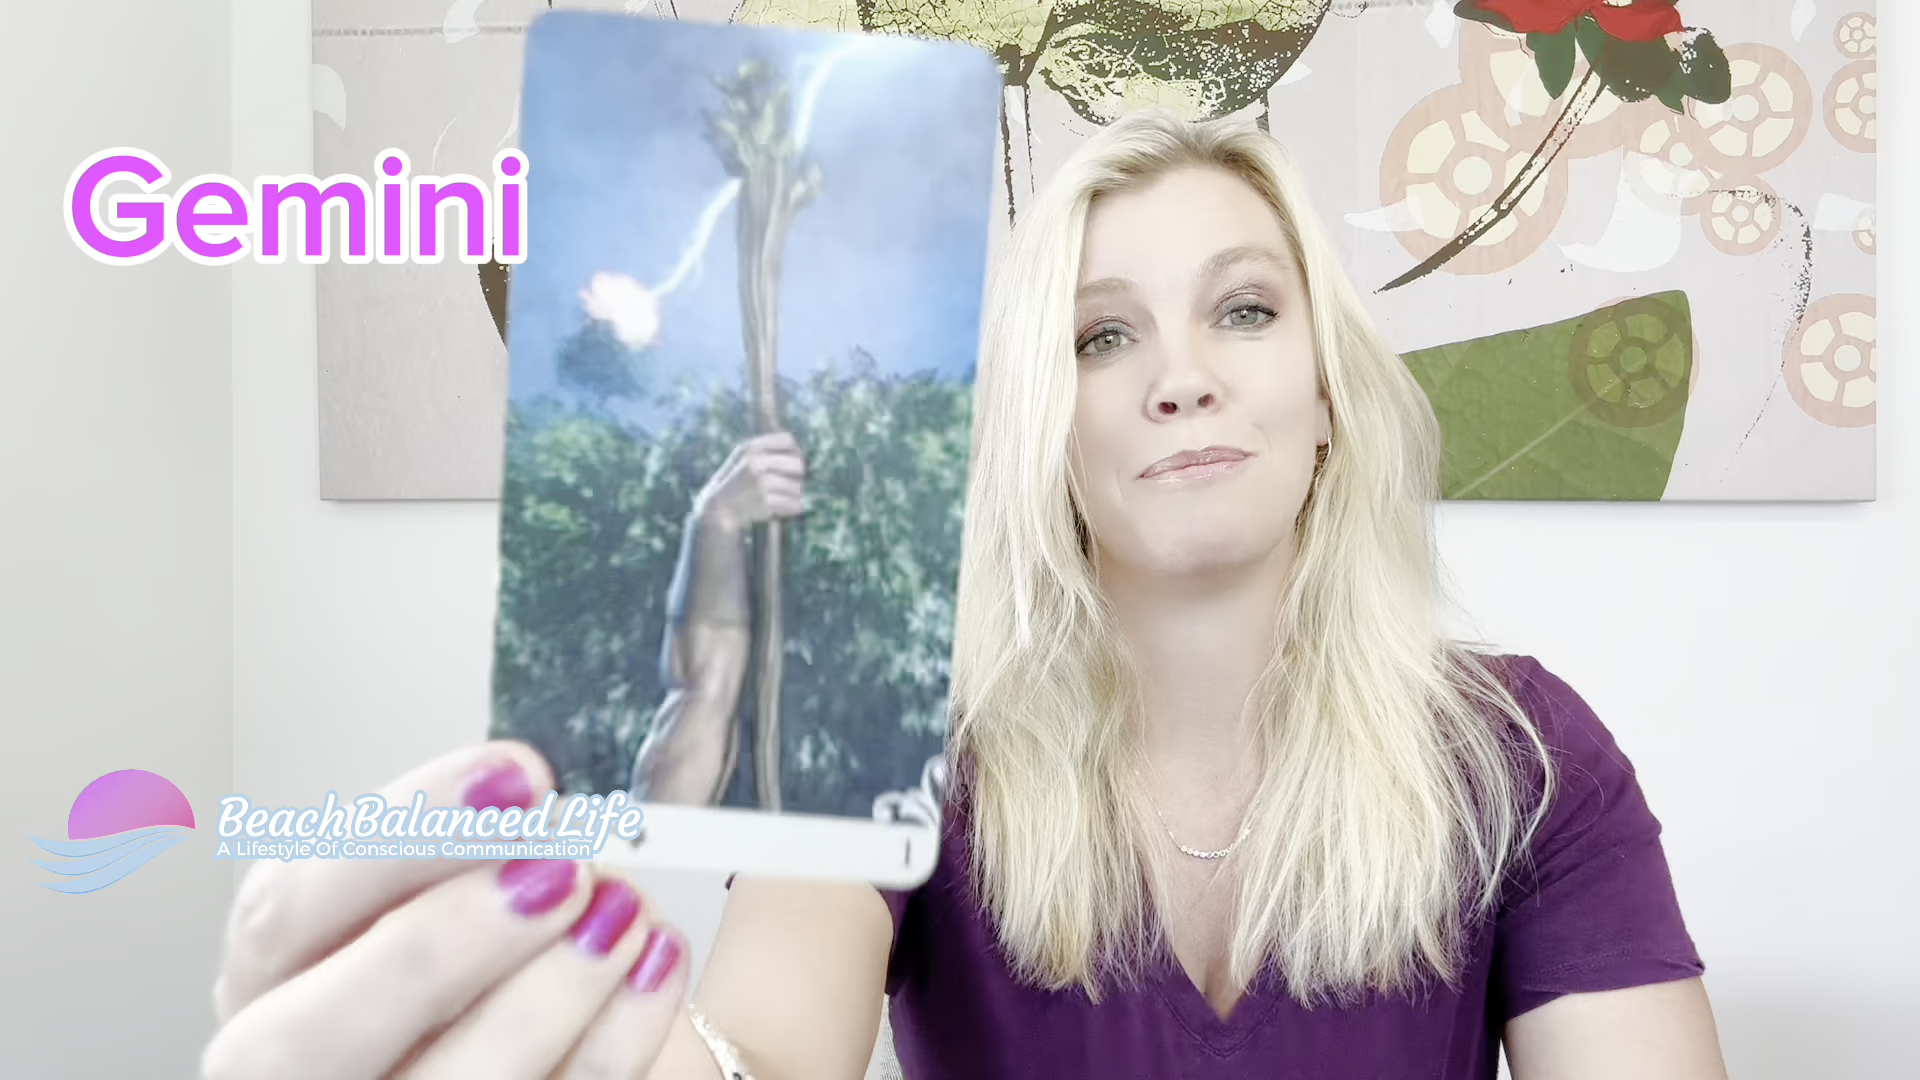 Gemini
Beach Balanced Life
A Lifestyle Of Conscious Communication
I